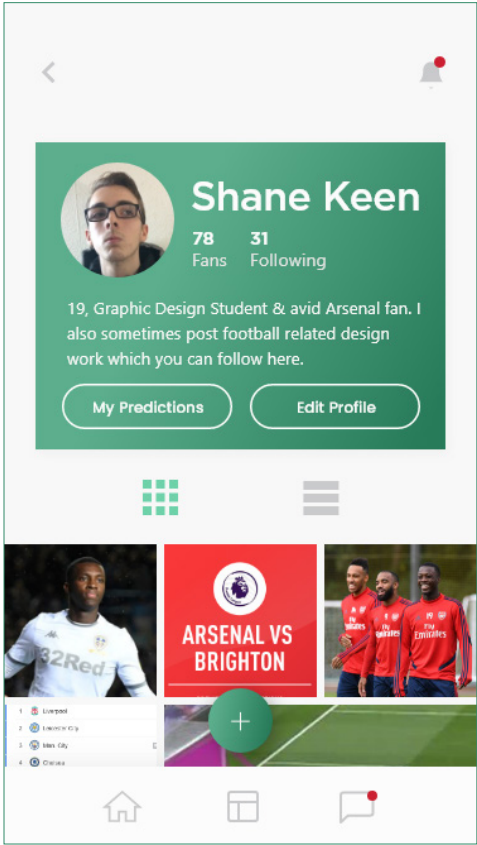 Shane Keen
78 31
Fans Following
19, Graphic Design Student & avid Arsenal fan. I
also sometimes post football related design
work which you can follow here.
My Predictions Edit Profile
32Red
ARSENAL VS
BRIGHTON
Fly Emirates
Fly Emirates
Fly Emirates
1 Liverpool
2 Leicester City
3 Man. City
4 Chelsea